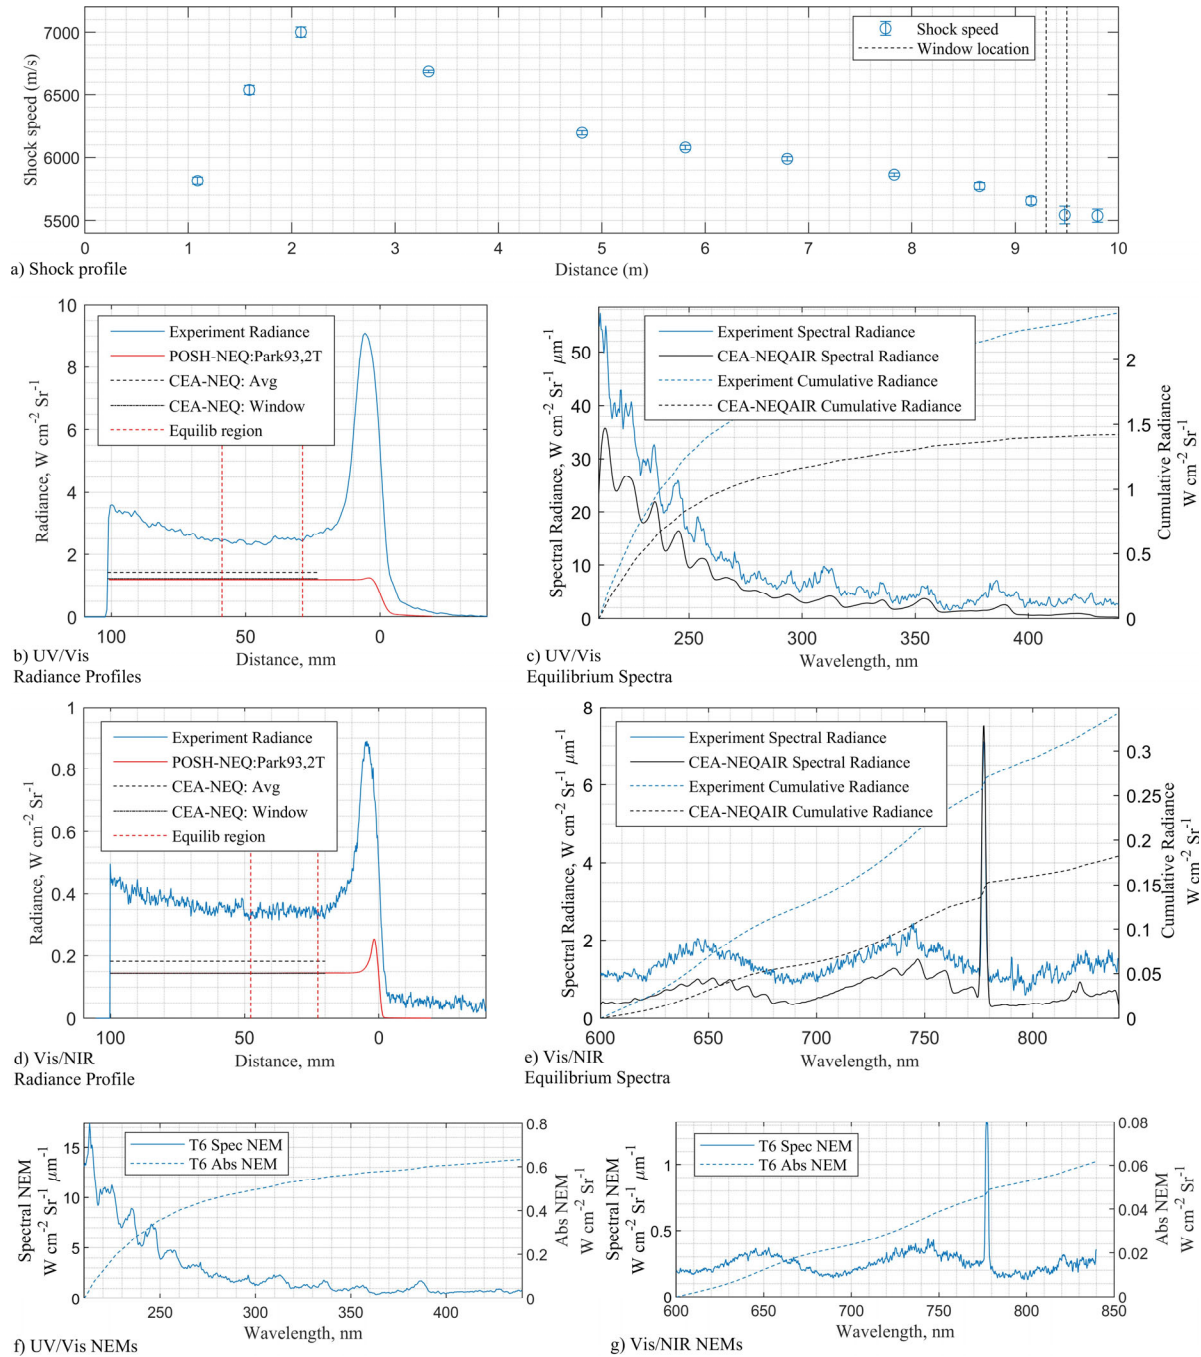 7000
6500
6000
5500
Shock speed (m/s)
Shock speed
Window location
0 1 2 3 4 5 6 7 8 9 10
Distance (m)
a) Shock profile
10
8
6
4
2
0
Radiance, W cm-2 Sr-1
Experiment Radiance
POSH-NEQ:Park93,2T
CEA-NEQ: Avg
CEA-NEQ: Window
Equilib region
100 50 0
Distance, mm
b) UV/Vis
Radiance Profiles
50
40
30
20
10
0
Spectral Radiance, W cm-2 Sr-1 μm-1
Experiment Spectral Radiance
CEA-NEQAIR Spectral Radiance
Experiment Cumulative Radiance
CEA-NEQAIR Cumulative Radiance
2
1.5
1
0.5
0
Cumulative Radiance
W cm-2 Sr-1
250 300 350 400
Wavelength, nm
c) UV/Vis
Equilibrium Spectra
1
0.8
0.6
0.4
0.2
0
Radiance, W cm-2 Sr-1
Experiment Radiance
POSH-NEQ:Park93,2T
CEA-NEQ: Avg
CEA-NEQ: Window
Equilib region
100 50 0
Distance, mm
d) Vis/NIR
Radiance Profile
8
6
4
2
0
Spectral Radiance, W cm-2 Sr-1 μm-1
Experiment Spectral Radiance
CEA-NEQAIR Spectral Radiance
Experiment Cumulative Radiance
CEA-NEQAIR Cumulative Radiance
0.3
0.25
0.2
0.15
0.1
0.05
0
Cumulative Radiance
W cm-2 Sr-1
600 650 700 750 800
Wavelength, nm
e) Vis/NIR
Equilibrium Spectra
15
10
5
0
Spectral NEM
W cm-2 Sr-1 μm-1
T6 Spec NEM
T6 Abs NEM
0.8
0.6
0.4
0.2
0.0
Abs NEM
W cm-2 Sr-1
250 300 350 400
Wavelength, nm
f) UV/Vis NEMs
1
0.5
0
Spectral NEM
W cm-2 Sr-1 μm-1
T6 Spec NEM
T6 Abs NEM
0.08
0.06
0.04
0.02
0
Abs NEM
W cm-2 Sr-1
600 650 700 750 800 850
Wavelength, nm
g) Vis/NIR NEMs